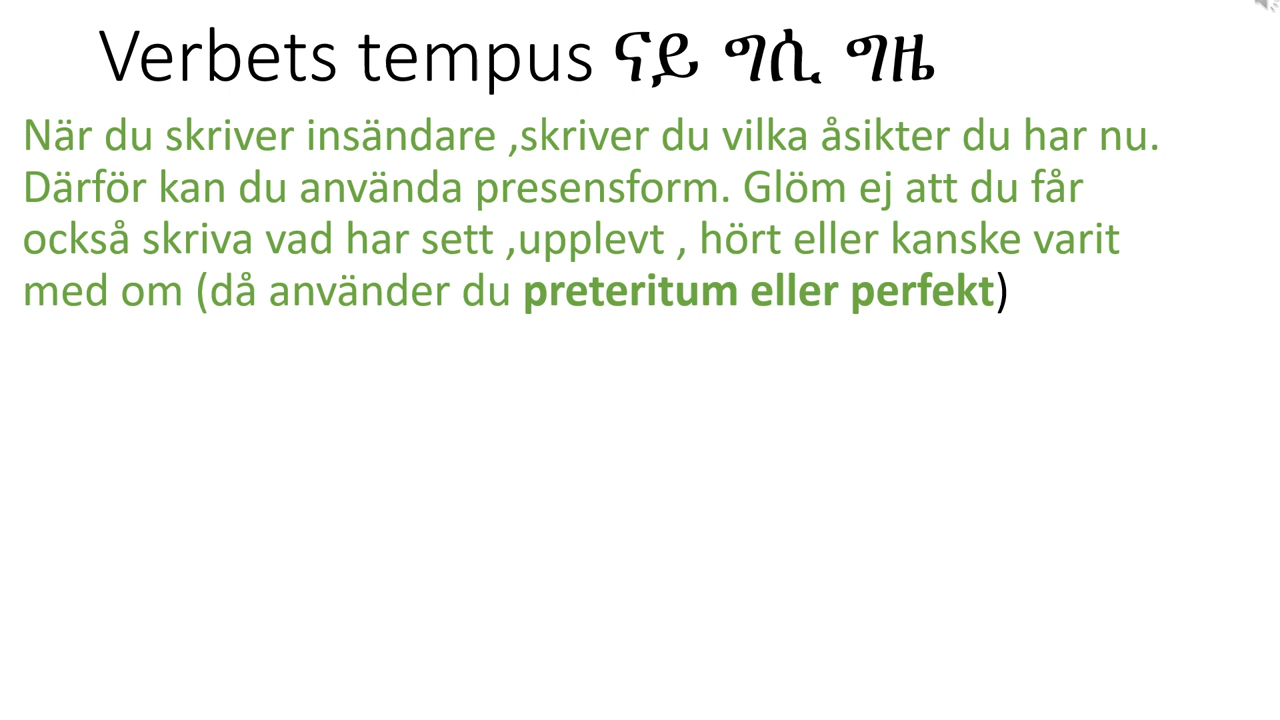 Verbets tempus ናይ ግሲ ግዜ
När du skriver insändare ,skriver du vilka åsikter du har nu.
Därför kan du använda presensform. Glöm ej att du får
också skriva vad har sett ,upplevt , hört eller kanske varit
med om (då använder du preteritum eller perfekt)